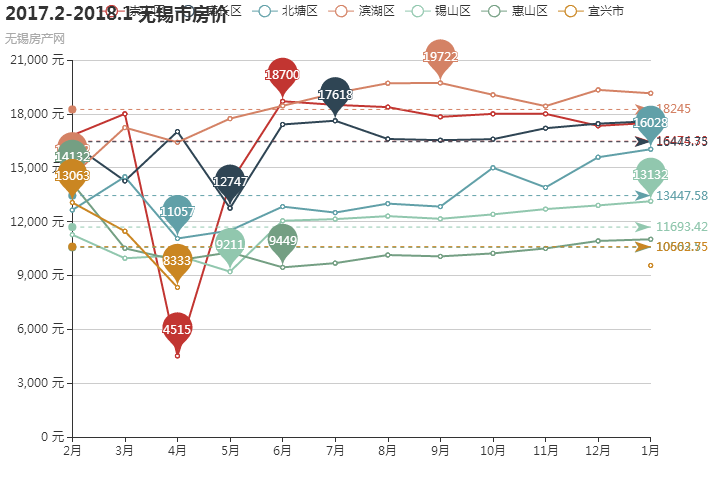 2017.2-2018.1 无锡市房价
北塘区 滨湖区 锡山区 惠山区 宜兴市
无锡房产网
21,000 元
18,000 元
15,000 元
12,000 元
9,000 元
6,000 元
3,000 元
0 元
2月 3月 4月 5月 6月 7月 8月 9月 10月 11月 12月 1月
19722
18700
17618
18245
16028
16445.75
14132
13063
12747
13132
13447.58
11057
11693.42
9211
9449
8333
4515